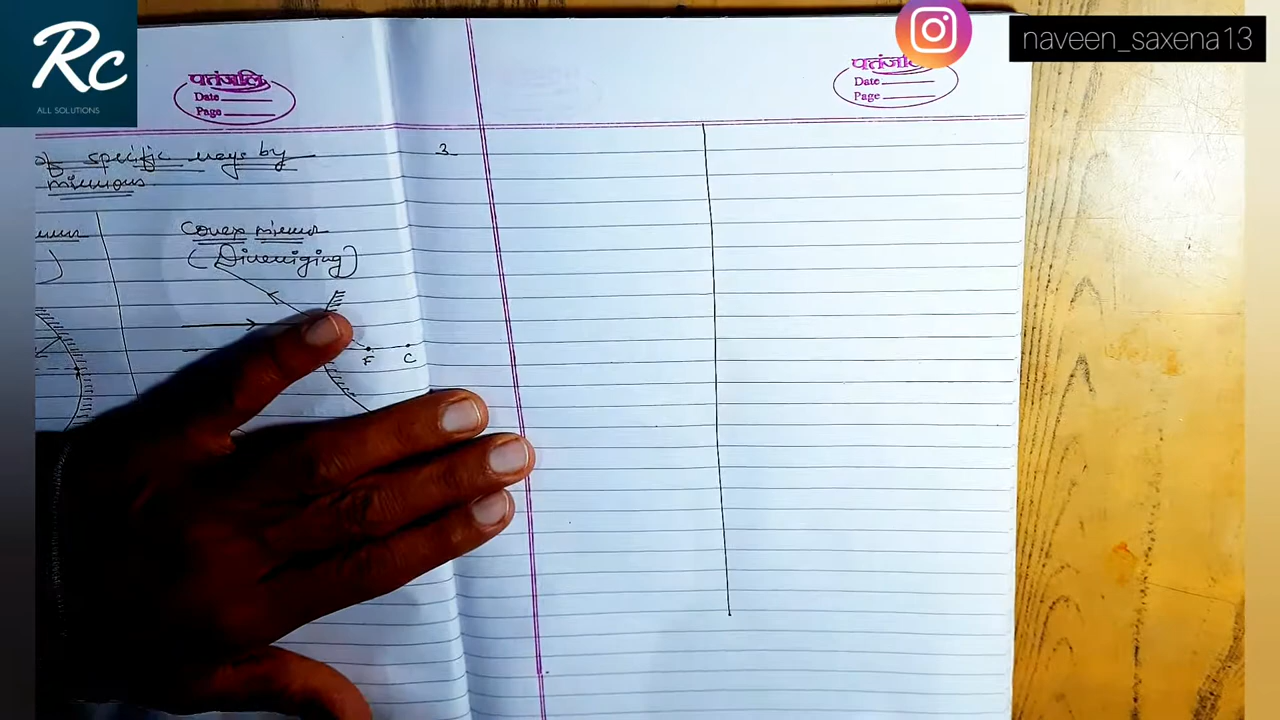 Rc
ALL SOLUTIONS
naveen_saxena13
पतंजलि
Date
Page
पतंजलि
Date
Page
of specific rays by
mirrors
3
Convex mirror
(Diverging)
F C